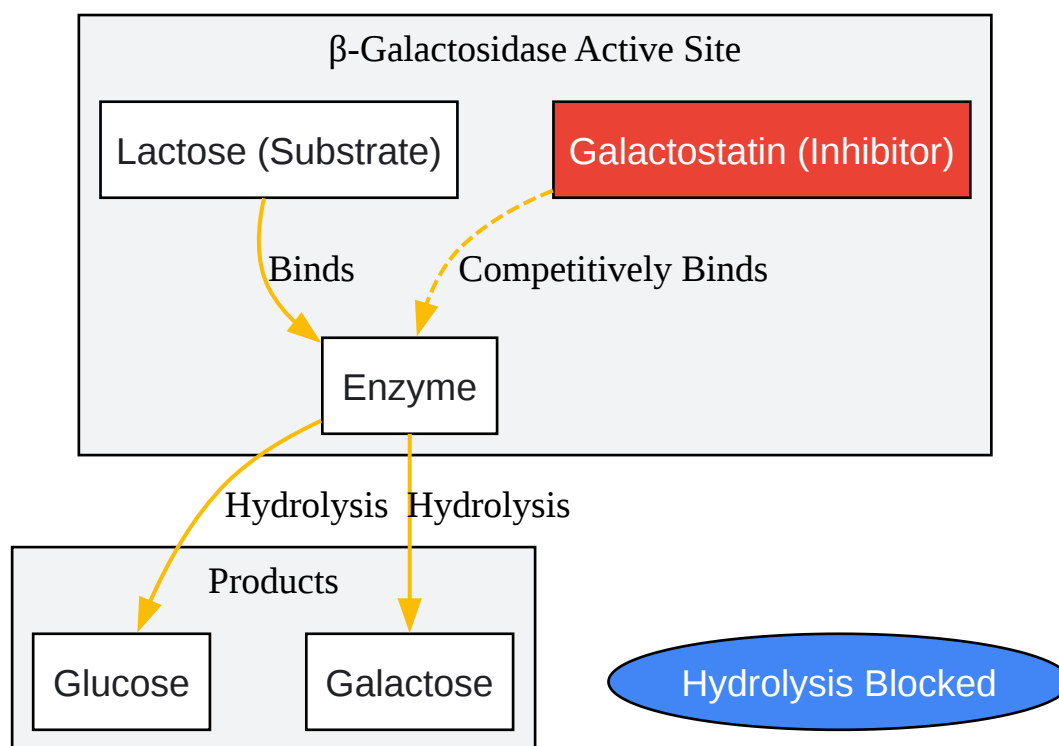 β-Galactosidase Active Site
Lactose (Substrate)
Galactostatin (Inhibitor)
Binds
Competitively Binds
Enzyme
Hydrolysis
Hydrolysis
Products
Glucose
Galactose
Hydrolysis Blocked